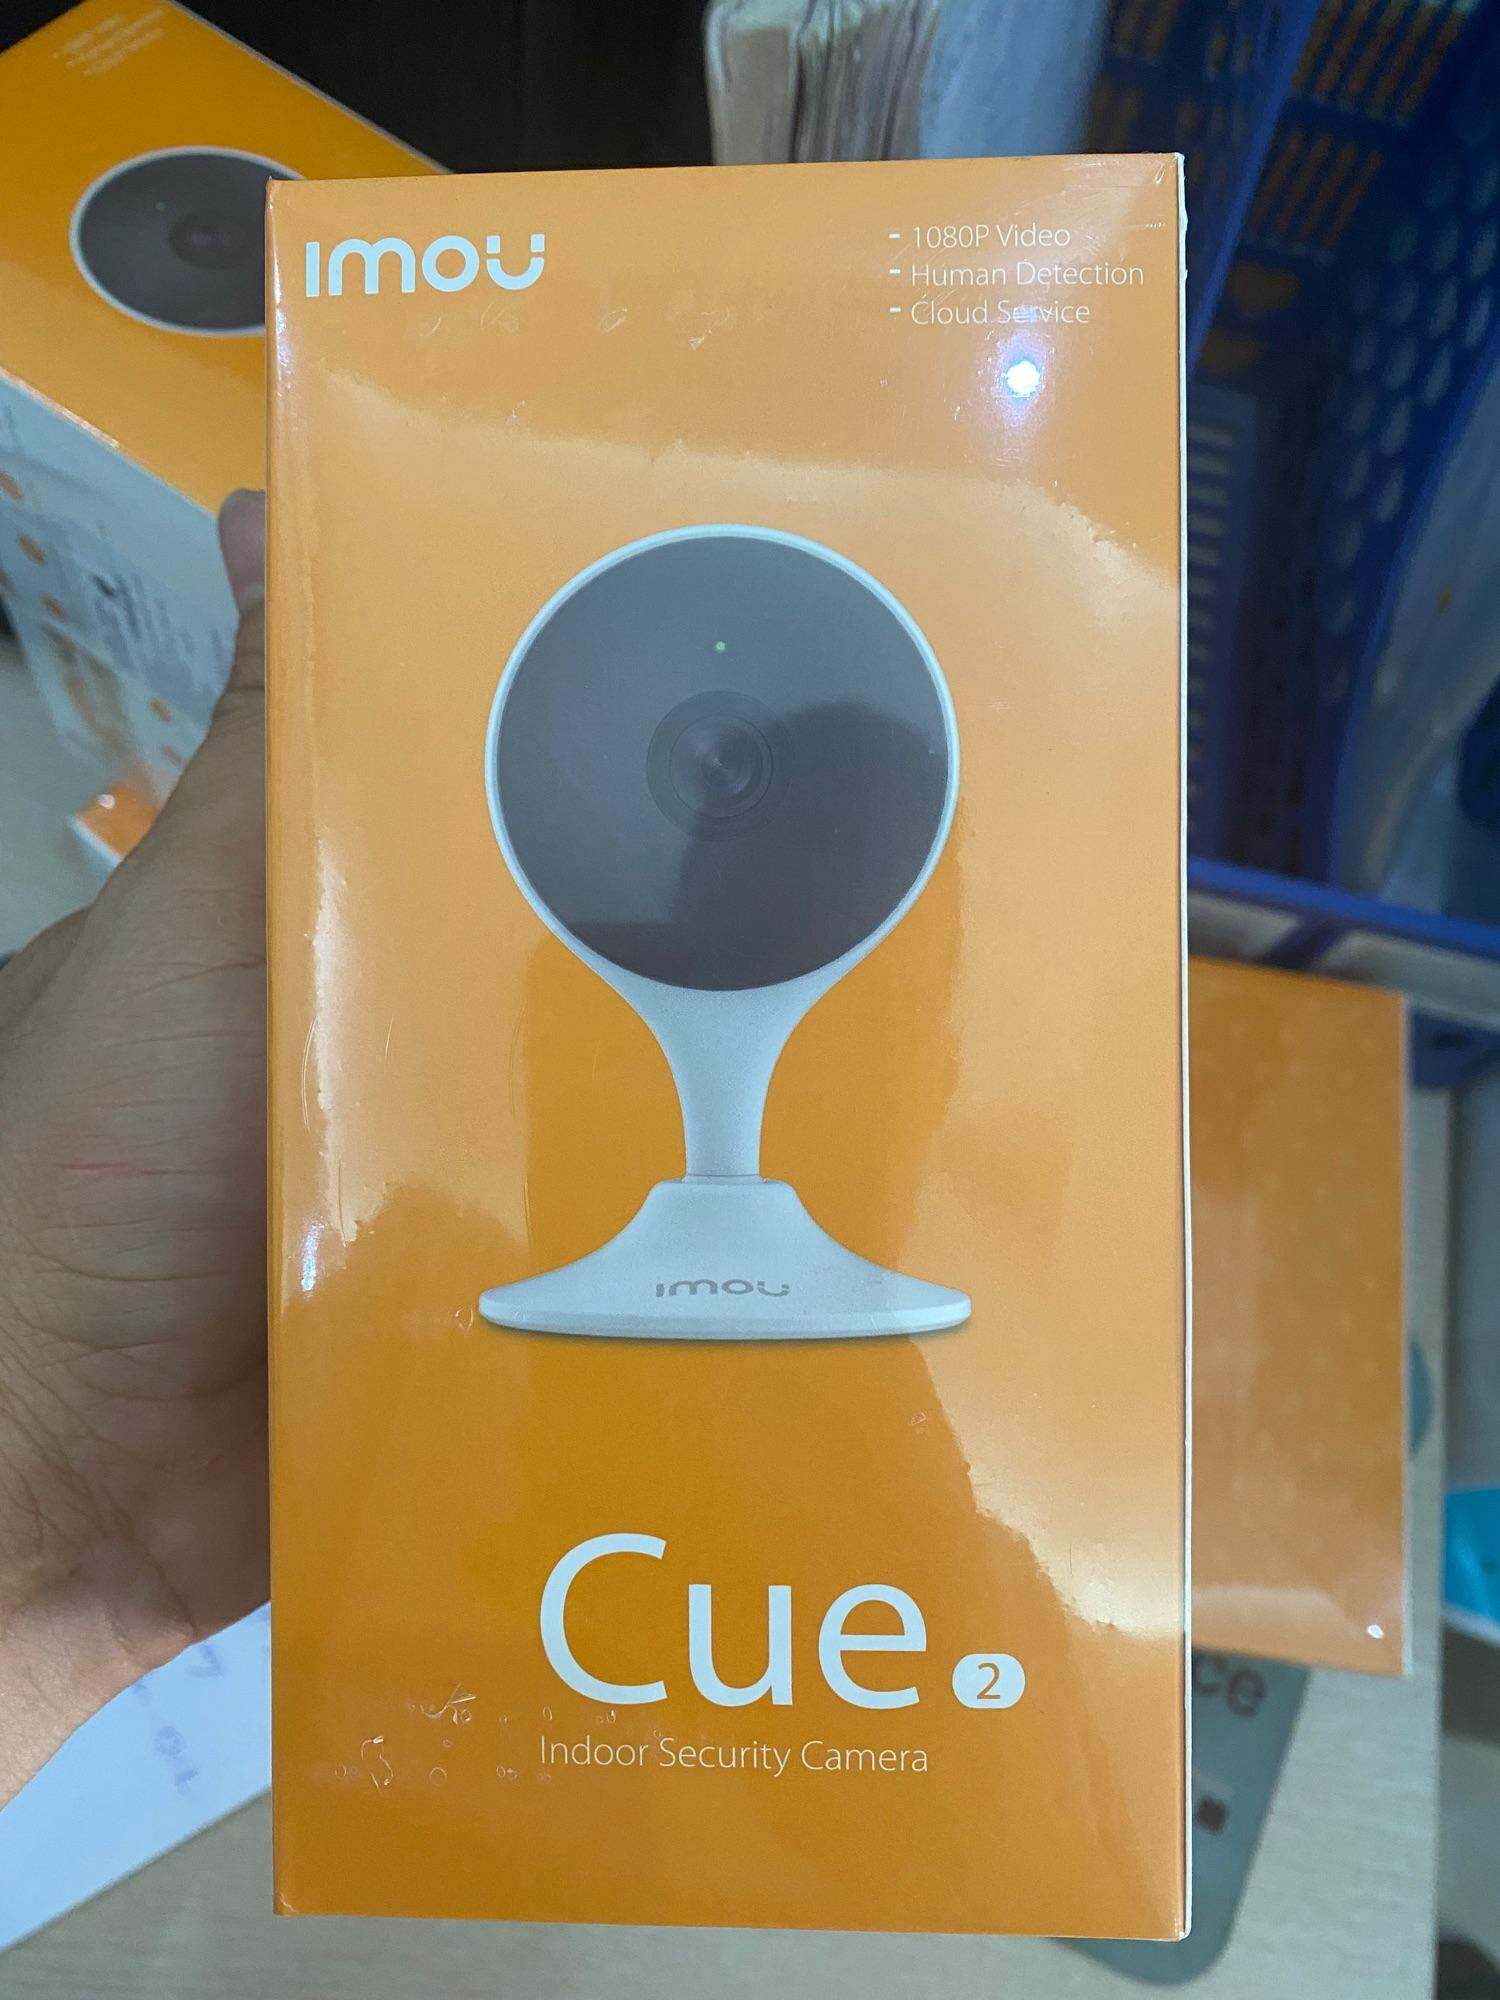 imou
- 1080P Video
- Human Detection
- Cloud Service
imou
Cue 2
Indoor Security Camera